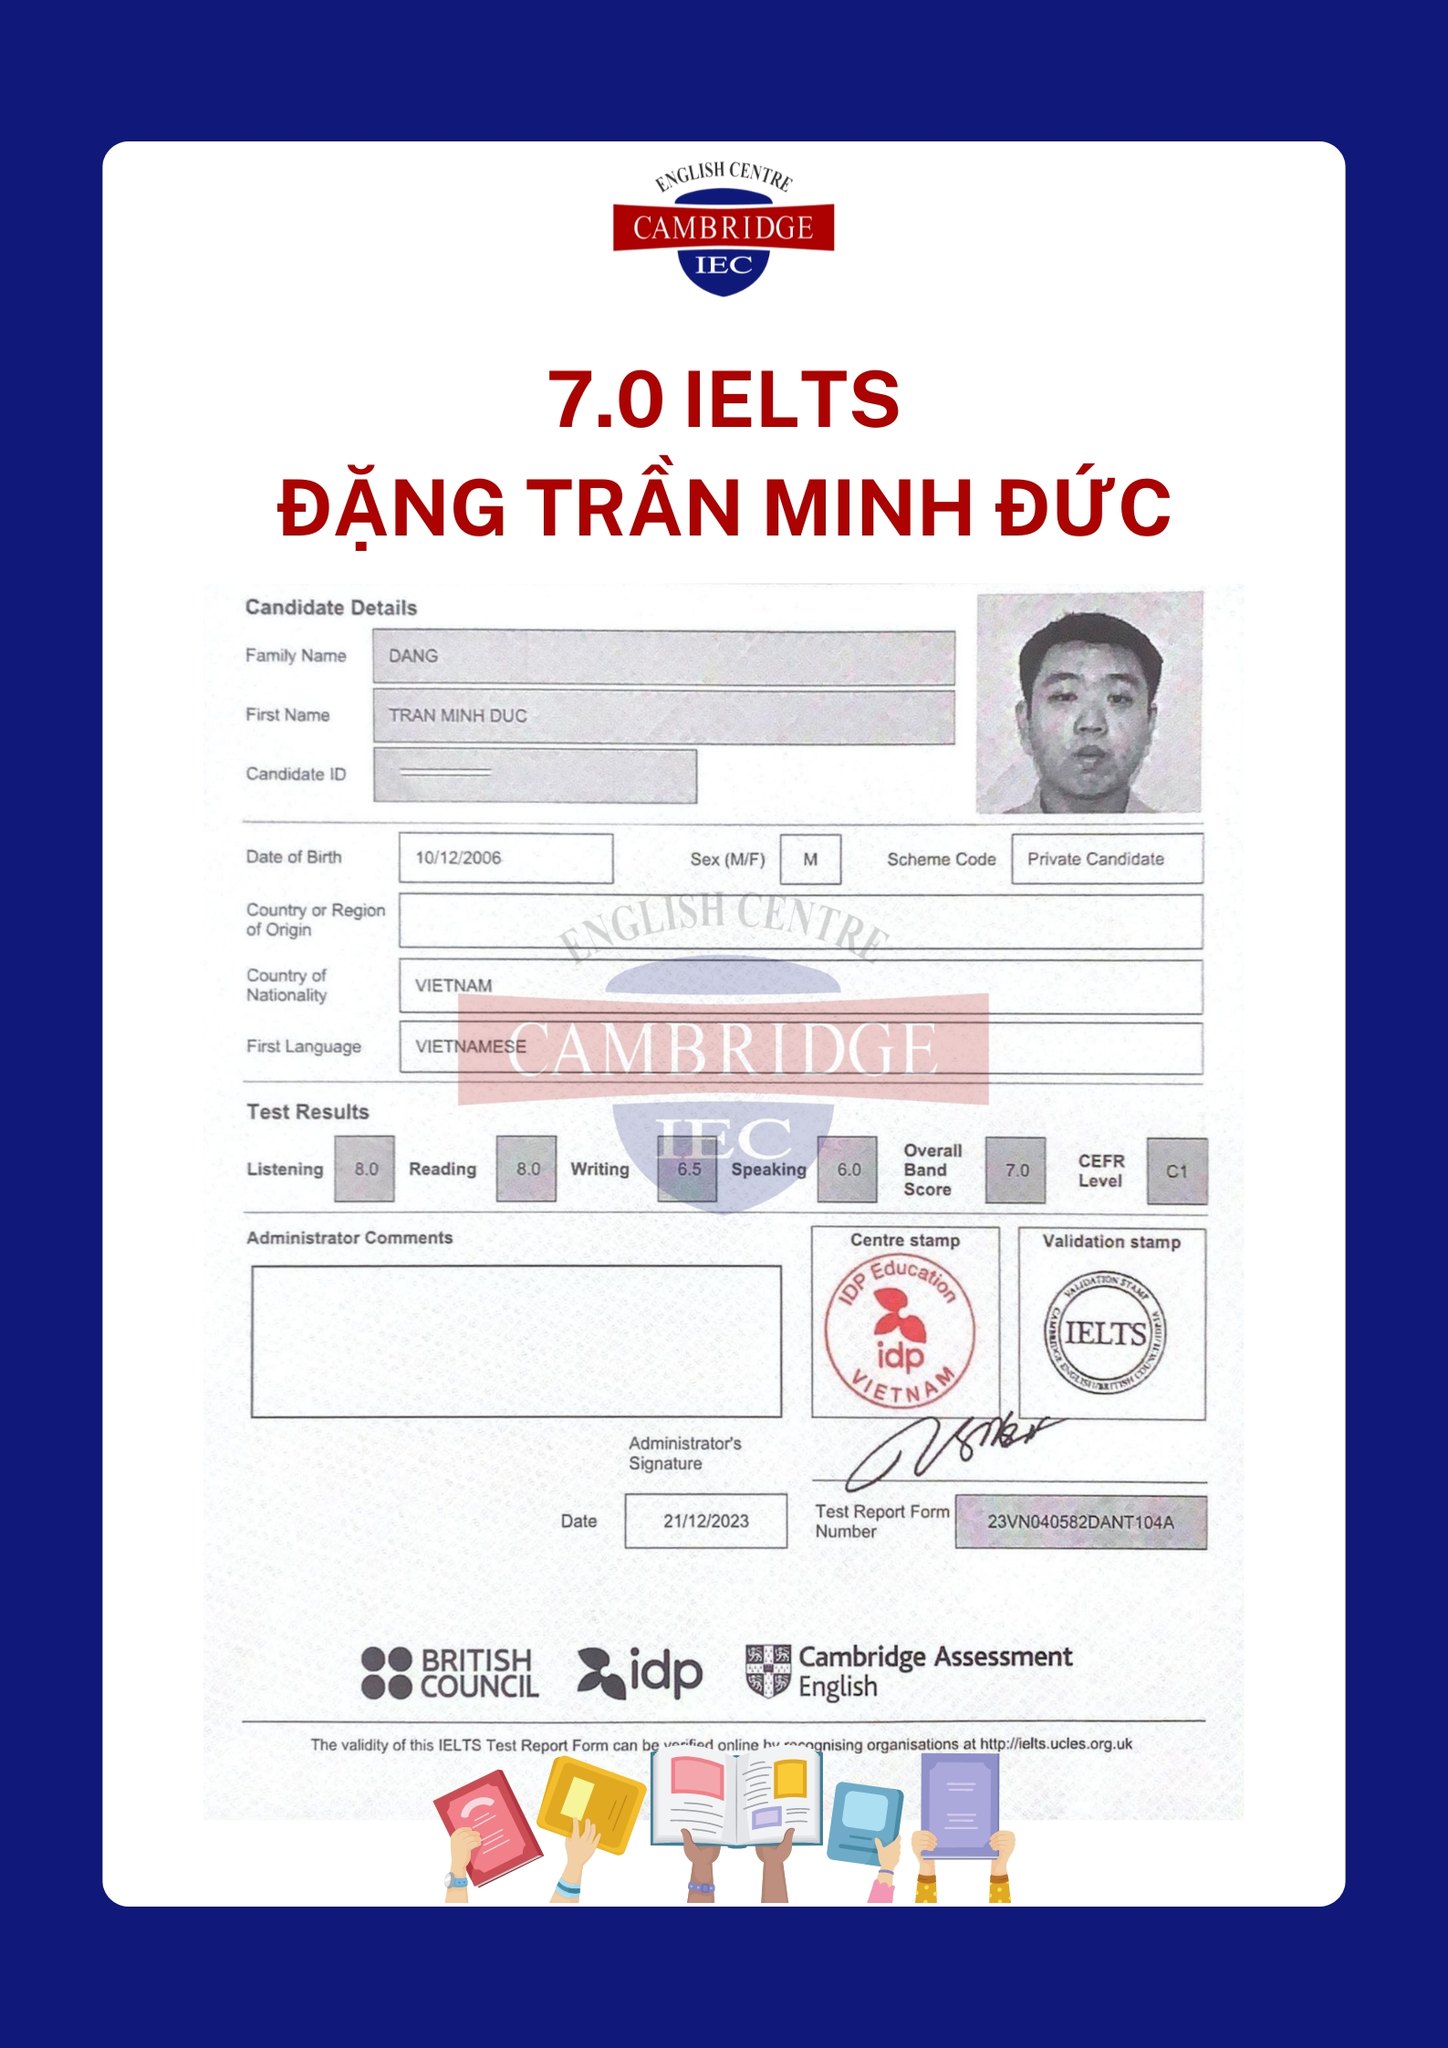 ENGLISH CENTRE
CAMBRIDGE
IEC
7.0 IELTS
ĐẶNG TRẦN MINH ĐỨC
Candidate Details
Family Name DANG
First Name TRAN MINH DUC
Candidate ID
Date of Birth 10/12/2006 Sex (M/F) M Scheme Code Private Candidate
Country or Region
of Origin
ENGLISH CENTRE
Country of
Nationality VIETNAM
First Language VIETNAMESE
CAMBRIDGE
IEC
Test Results
Listening 8.0 Reading 8.0 Writing 6.5 Speaking 6.0 Overall Band Score 7.0 CEFR Level C1
Administrator Comments
Centre stamp
IDP Education
idp
VIETNAM
Validation stamp
VALIDATION STAMP
IELTS
Administrator's
Signature
Date 21/12/2023
Test Report Form
Number 23VN040582DANT104A
BRITISH
COUNCIL
idp
Cambridge Assessment
English
The validity of this IELTS Test Report Form can be verified online by recognising organisations at http://ielts.ucles.org.uk